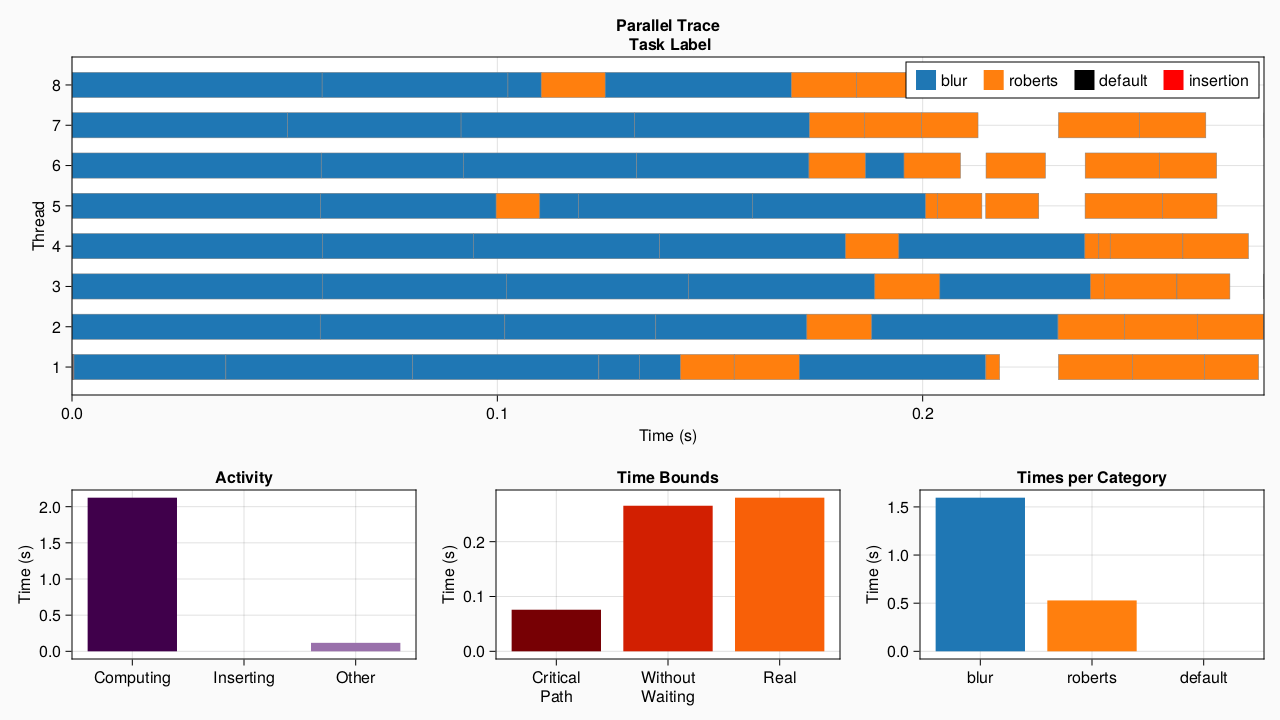 Parallel Trace
Task Label
blur roberts default insertion
8
7
6
5
4
3
2
1
Thread
0.0 0.1 0.2
Time (s)
Activity
2.0
1.5
1.0
0.5
0.0
Time (s)
Computing Inserting Other
Time Bounds
0.2
0.1
0.0
Time (s)
Critical Path
Without Waiting
Real
Times per Category
1.5
1.0
0.5
0.0
Time (s)
blur roberts default